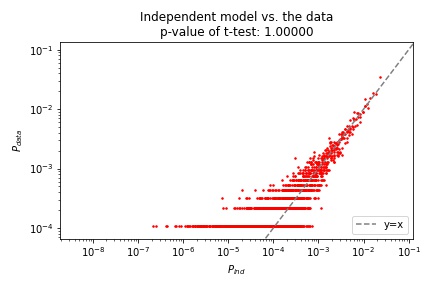 Independent model vs. the data
p-value of t-test: 1.00000
10⁻¹
10⁻²
10⁻³
10⁻⁴
P_data
y=x
10⁻⁸ 10⁻⁷ 10⁻⁶ 10⁻⁵ 10⁻⁴ 10⁻³ 10⁻² 10⁻¹
P_ind